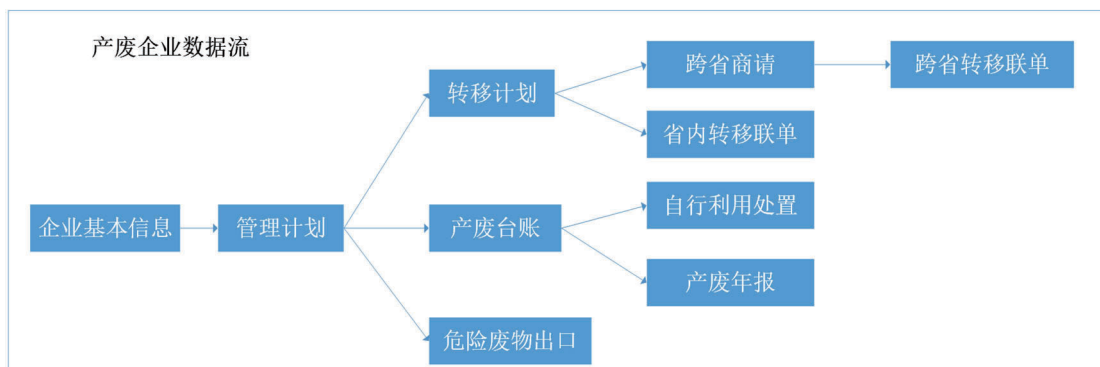 产废企业数据流
跨省商请
跨省转移联单
转移计划
省内转移联单
自行利用处置
企业基本信息
管理计划
产废台账
产废年报
危险废物出口